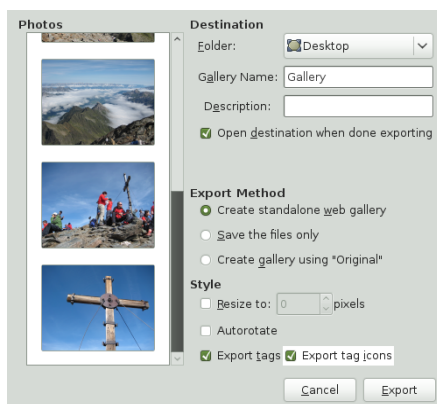 Photos
Destination
Folder:
Desktop
Gallery Name:
Gallery
Description:
Open destination when done exporting
Export Method
Create standalone web gallery
Save the files only
Create gallery using "Original"
Style
Resize to: 0 pixels
Autorotate
Export tags Export tag icons
Cancel Export